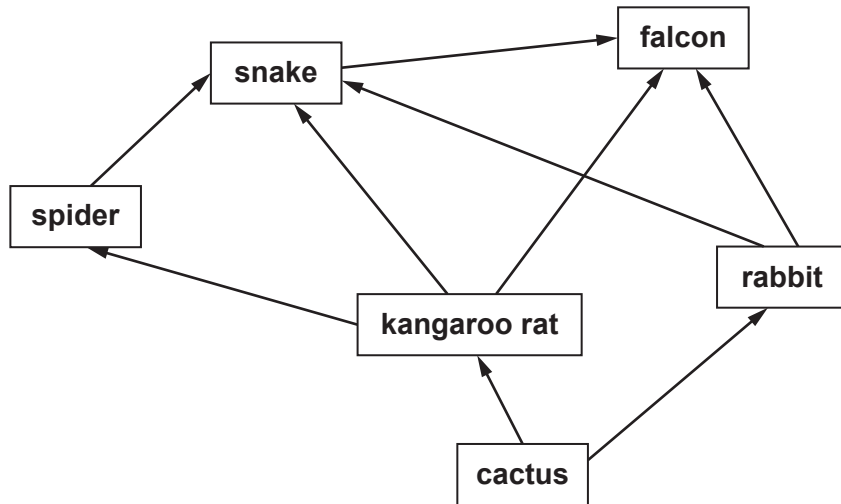 falcon
snake
spider
rabbit
kangaroo rat
cactus